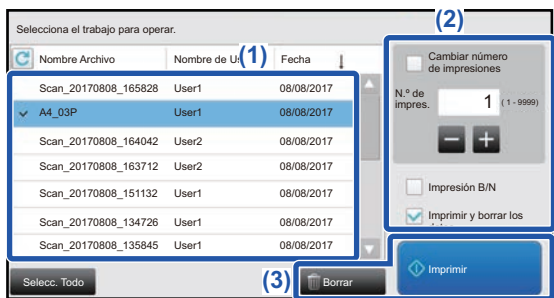 Selecciona el trabajo para operar.
(2)
Nombre Archivo Nombre de U (1) Fecha
Scan_20170808_165828 User1 08/08/2017
A4_03P User1 08/08/2017
Scan_20170808_164042 User2 08/08/2017
Scan_20170808_163712 User2 08/08/2017
Scan_20170808_151132 User1 08/08/2017
Scan_20170808_134726 User1 08/08/2017
Scan_20170808_135845 User1 08/08/2017
Cambiar número
de impresiones
N.º de
impres. 1 (1 - 9999)
Impresión B/N
Imprimir y borrar los
Selecc. Todo
(3)
Borrar
Imprimir